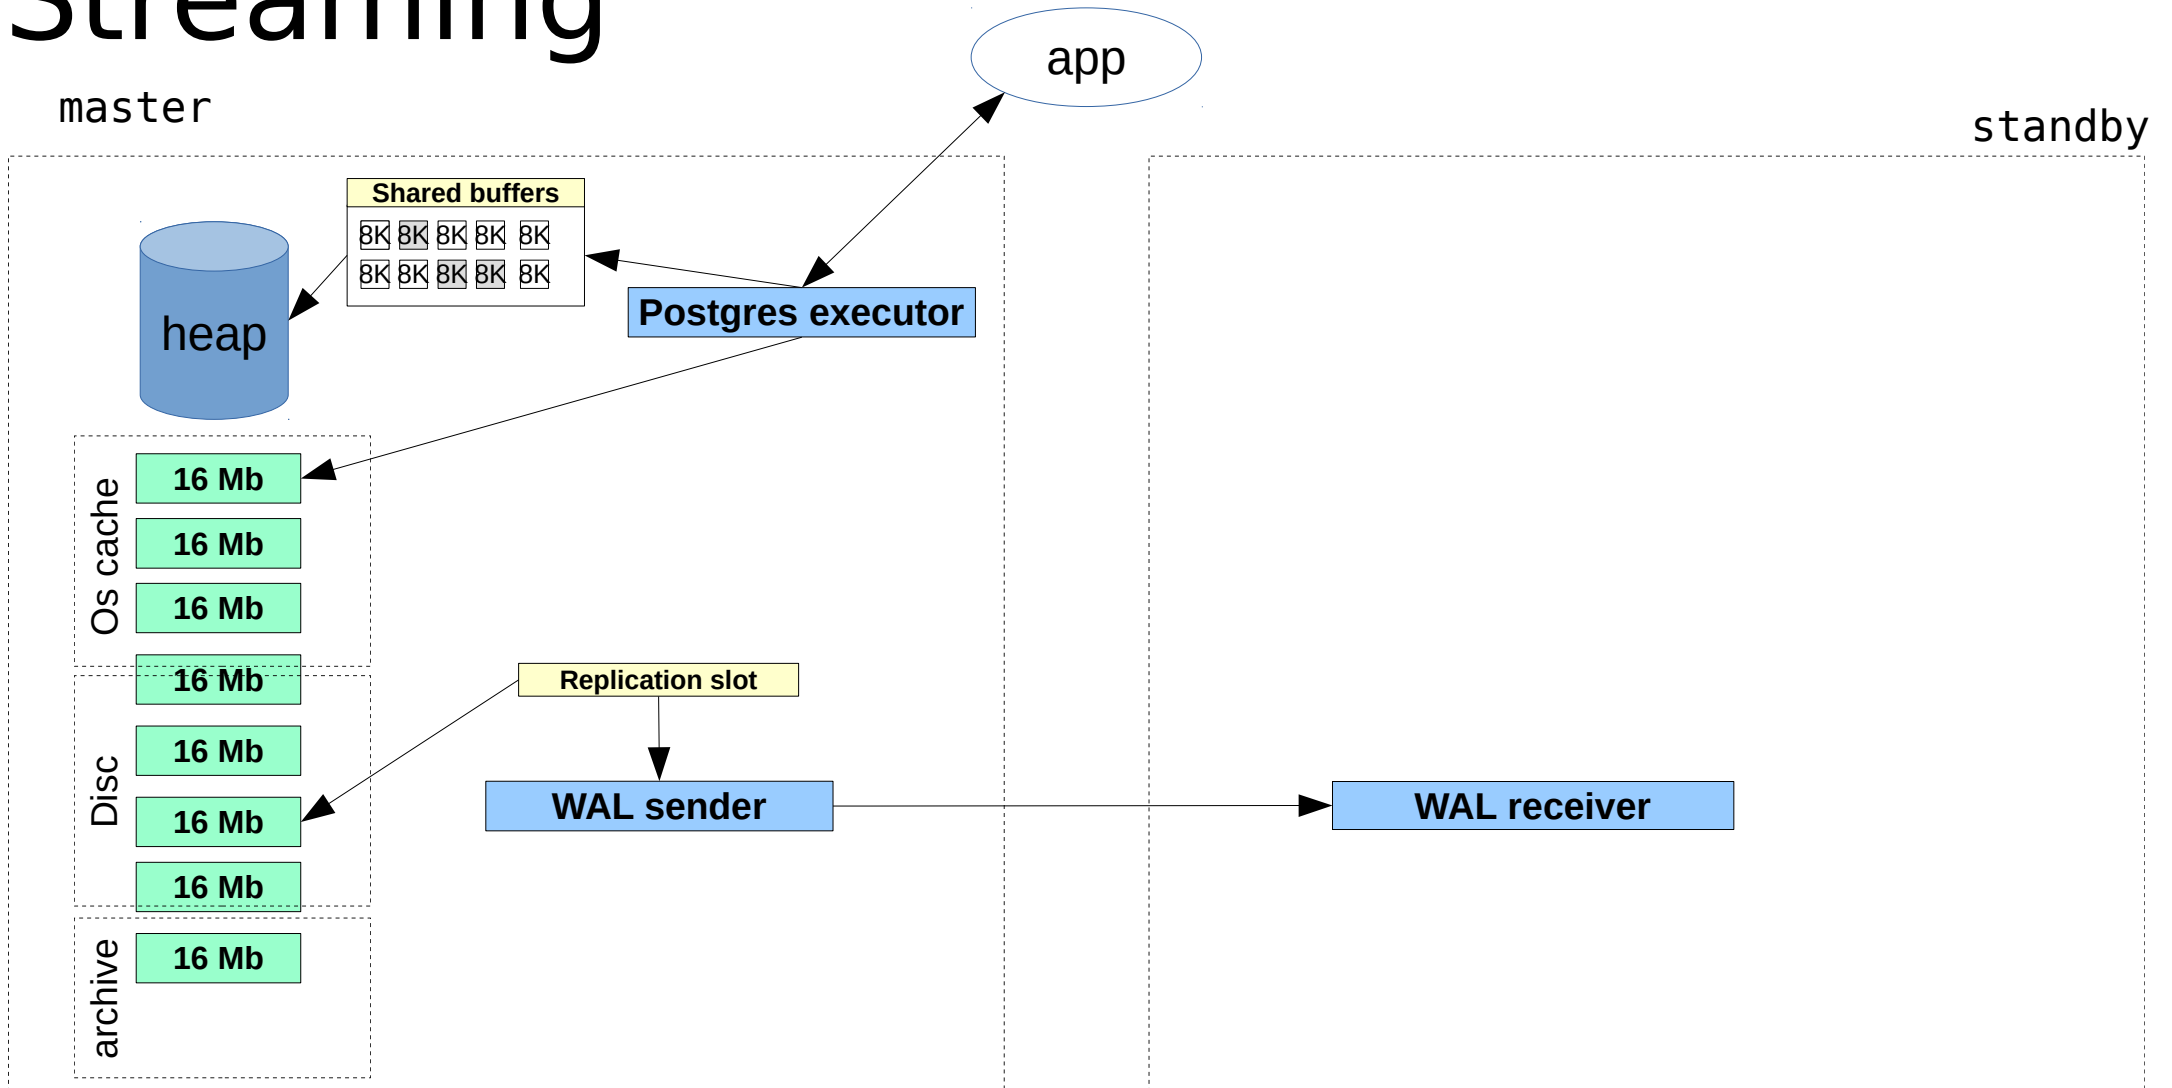 Streaming
app
master
standby
Shared buffers
8K 8K 8K 8K 8K
8K 8K 8K 8K 8K
Postgres executor
heap
Os cache
16 Mb
16 Mb
16 Mb
16 Mb
Replication slot
Disc
16 Mb
16 Mb
16 Mb
WAL sender
WAL receiver
archive
16 Mb